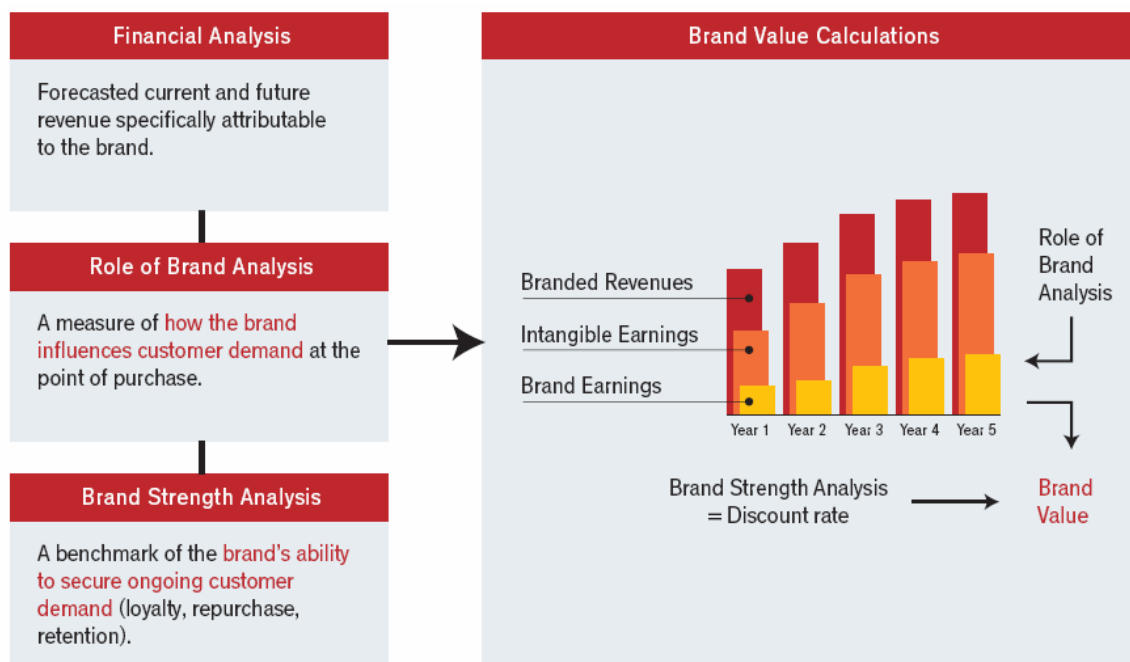 Financial Analysis
Forecasted current and future
revenue specifically attributable
to the brand.
Role of Brand Analysis
A measure of how the brand
influences customer demand at the
point of purchase.
Brand Strength Analysis
A benchmark of the brand's ability
to secure ongoing customer
demand (loyalty, repurchase,
retention).
Brand Value Calculations
Branded Revenues
Intangible Earnings
Brand Earnings
Year 1 Year 2 Year 3 Year 4 Year 5
Role of
Brand
Analysis
Brand Strength Analysis
= Discount rate
Brand
Value